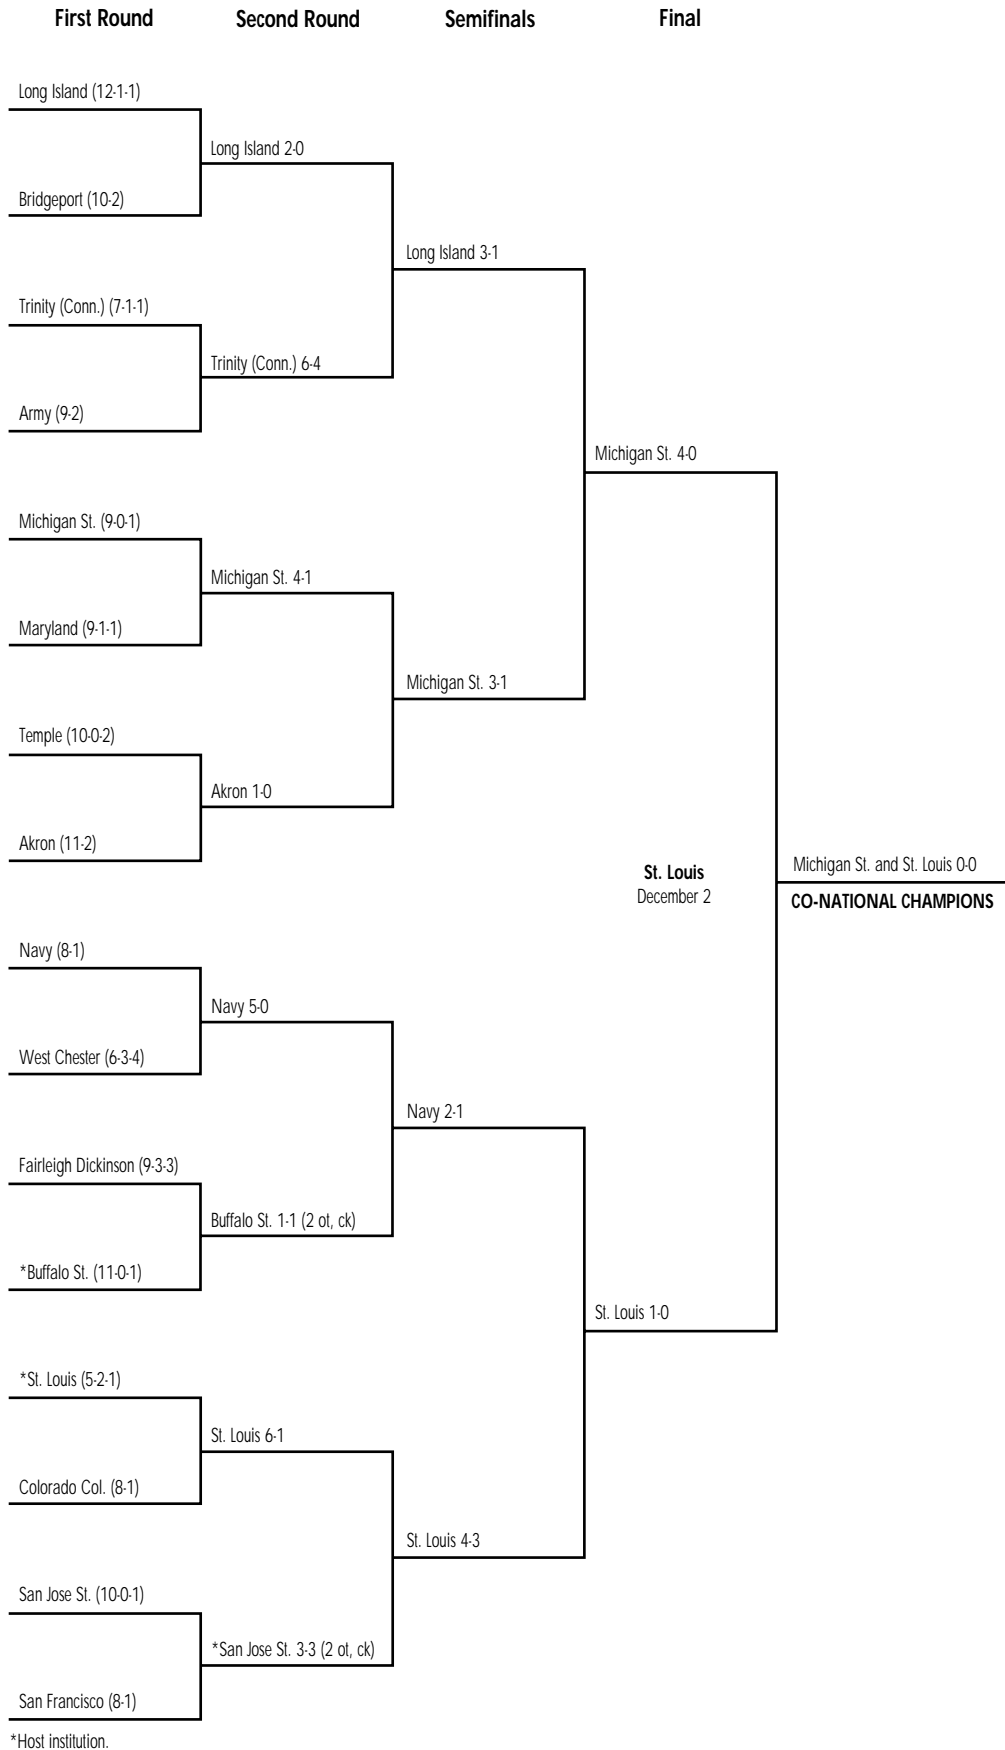 First Round Second Round Semifinals Final
Long Island (12-1-1)
Long Island 2-0
Bridgeport (10-2)
Long Island 3-1
Trinity (Conn.) (7-1-1)
Trinity (Conn.) 6-4
Army (9-2)
Michigan St. 4-0
Michigan St. (9-0-1)
Michigan St. 4-1
Maryland (9-1-1)
Michigan St. 3-1
Temple (10-0-2)
Akron 1-0
Akron (11-2)
St. Louis
December 2
Michigan St. and St. Louis 0-0
CO-NATIONAL CHAMPIONS
Navy (8-1)
Navy 5-0
West Chester (6-3-4)
Navy 2-1
Fairleigh Dickinson (9-3-3)
Buffalo St. 1-1 (2 ot, ck)
*Buffalo St. (11-0-1)
St. Louis 1-0
*St. Louis (5-2-1)
St. Louis 6-1
Colorado Col. (8-1)
St. Louis 4-3
San Jose St. (10-0-1)
*San Jose St. 3-3 (2 ot, ck)
San Francisco (8-1)
*Host institution.